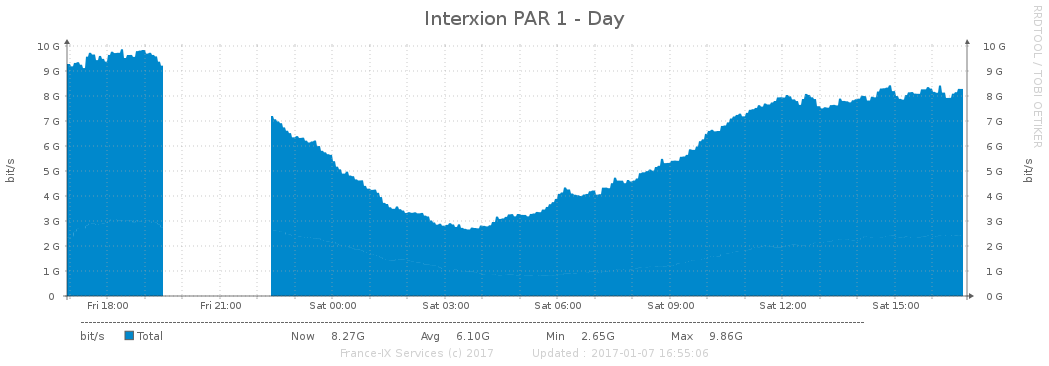 Interxion PAR 1 - Day
RRDTOOL / TOBI OETIKER
bit/s
10 G
9 G
8 G
7 G
6 G
5 G
4 G
3 G
2 G
1 G
0
10 G
9 G
8 G
7 G
6 G
5 G
4 G
3 G
2 G
1 G
0 G
bit/s
Fri 18:00 Fri 21:00 Sat 00:00 Sat 03:00 Sat 06:00 Sat 09:00 Sat 12:00 Sat 15:00
bit/s Total Now 8.27G Avg 6.10G Min 2.65G Max 9.86G
France-IX Services (c) 2017 Updated : 2017-01-07 16:55:06